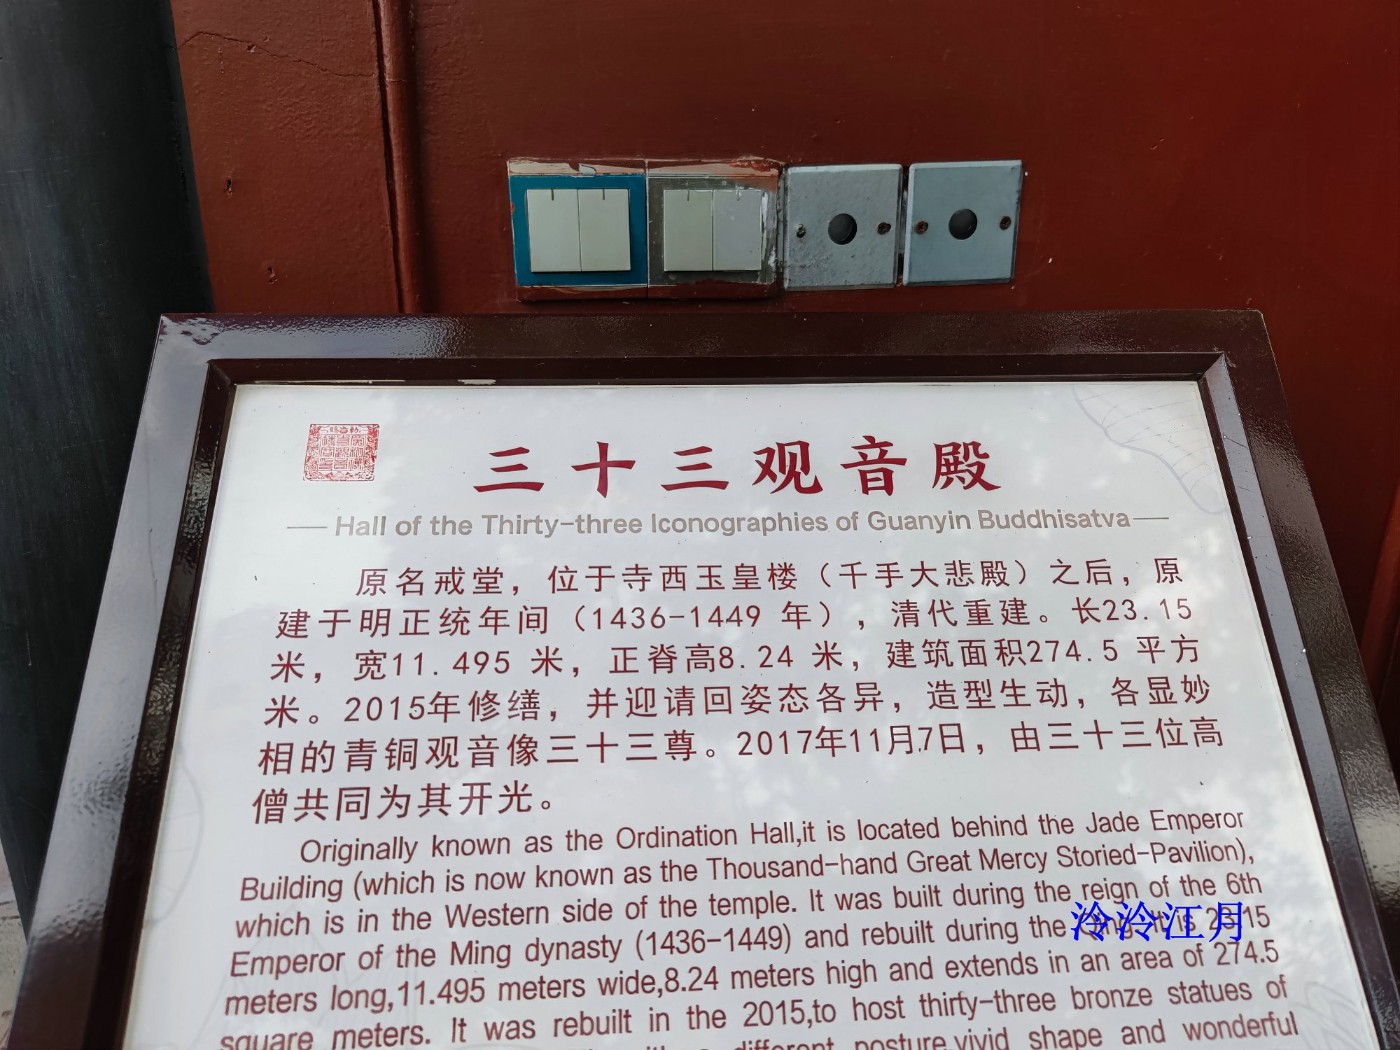 三十三观音殿
Hall of the Thirty-three Iconographies of Guanyin Buddhisatva
原名戒堂，位于寺西玉皇楼（千手大悲殿）之后，原
建于明正统年间（1436-1449 年），清代重建。长23.15
米，宽11.495 米，正脊高8.24 米，建筑面积274.5 平方
米。2015年修缮，并迎请回姿态各异，造型生动，各显妙
相的青铜观音像三十三尊。2017年11月7日，由三十三位高
僧共同为其开光。
Originally known as the Ordination Hall,it is located behind the Jade Emperor
Building (which is now known as the Thousand-hand Great Mercy Storied-Pavilion),
which is in the Western side of the temple. It was built during the reign of the 6th
Emperor of the Ming dynasty (1436-1449) and rebuilt during the is 23.15
泠泠江月
meters long,11.495 meters wide,8.24 meters high and extends in an area of 274.5
square meters. It was rebuilt in the 2015,to host thirty-three bronze statues of
different posture,vivid shape and wonderful